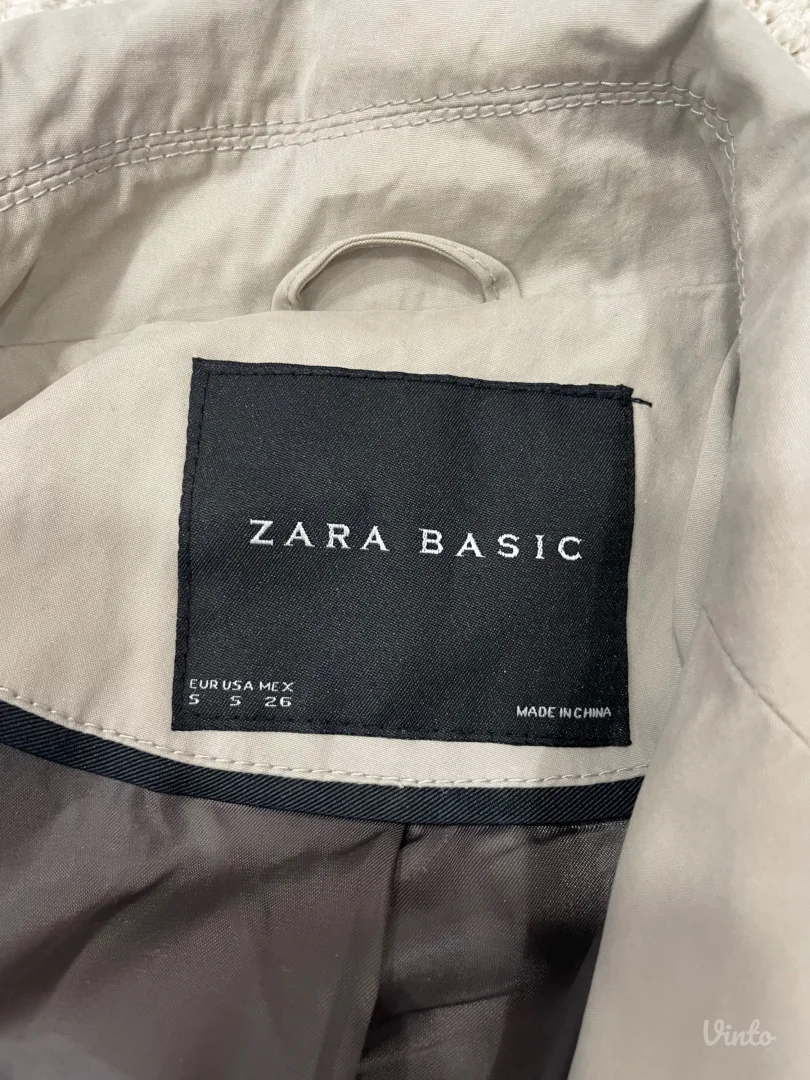 ZARA BASIC
EUR USA MEX
S S 26
MADE IN CHINA
Vinto